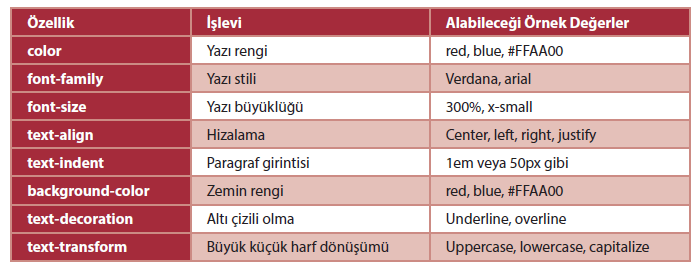 Özellik İşlevi Alabileceği Örnek Değerler
color Yazı rengi red, blue, #FFAA00
font-family Yazı stili Verdana, arial
font-size Yazı büyüklüğü 300%, x-small
text-align Hizalama Center, left, right, justify
text-indent Paragraf girintisi 1em veya 50px gibi
background-color Zemin rengi red, blue, #FFAA00
text-decoration Altı çizili olma Underline, overline
text-transform Büyük küçük harf dönüşümü Uppercase, lowercase, capitalize